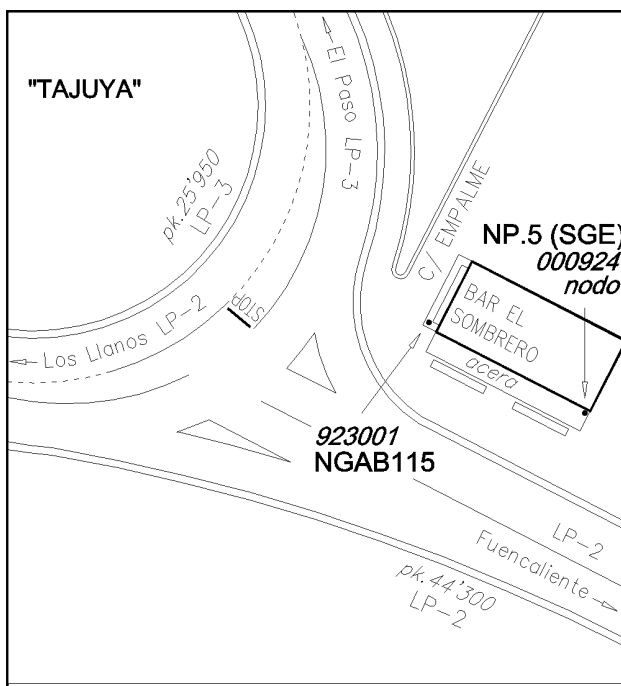 "TAJUYA"
El Paso LP-3
pk.25'950
LP-3
C/ EMPALME
NP.5 (SGE)
000924
nodo
BAR EL
SOMBRERO
acera
STOP
Los Llanos LP-2
923001
NGAB115
LP-2
Fuencaliente
pk.44'300
LP-2